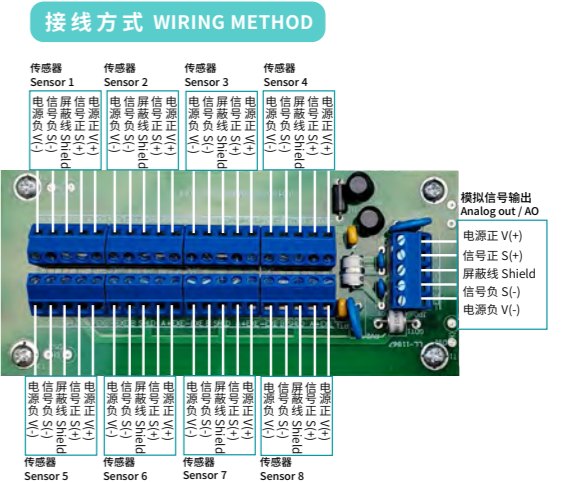 接线方式 WIRING METHOD
传感器
Sensor 1
传感器
Sensor 2
传感器
Sensor 3
传感器
Sensor 4
电源负 V(-)
信号负 S(-)
屏蔽线 Shield
信号正 S(+)
电源正 V(+)
电源负 V(-)
信号负 S(-)
屏蔽线 Shield
信号正 S(+)
电源正 V(+)
电源负 V(-)
信号负 S(-)
屏蔽线 Shield
信号正 S(+)
电源正 V(+)
电源负 V(-)
信号负 S(-)
屏蔽线 Shield
信号正 S(+)
电源正 V(+)
模拟信号输出
Analog out / AO
电源正 V(+)
信号正 S(+)
屏蔽线 Shield
信号负 S(-)
电源负 V(-)
电源负 V(-)
信号负 S(-)
屏蔽线 Shield
信号正 S(+)
电源正 V(+)
电源负 V(-)
信号负 S(-)
屏蔽线 Shield
信号正 S(+)
电源正 V(+)
电源负 V(-)
信号负 S(-)
屏蔽线 Shield
信号正 S(+)
电源正 V(+)
电源负 V(-)
信号负 S(-)
屏蔽线 Shield
信号正 S(+)
电源正 V(+)
传感器
Sensor 5
传感器
Sensor 6
传感器
Sensor 7
传感器
Sensor 8